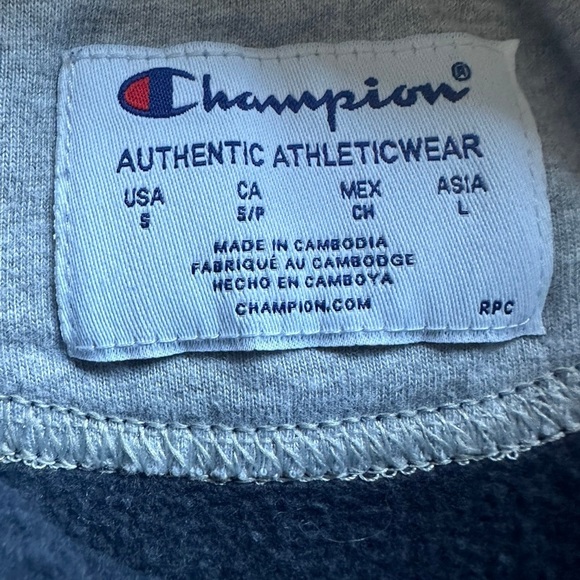 Champion®
AUTHENTIC ATHLETICWEAR
USA CA MEX ASIA
S S/P CH L
MADE IN CAMBODIA
FABRIQUÉ AU CAMBODGE
HECHO EN CAMBOYA
CHAMPION.COM RPC